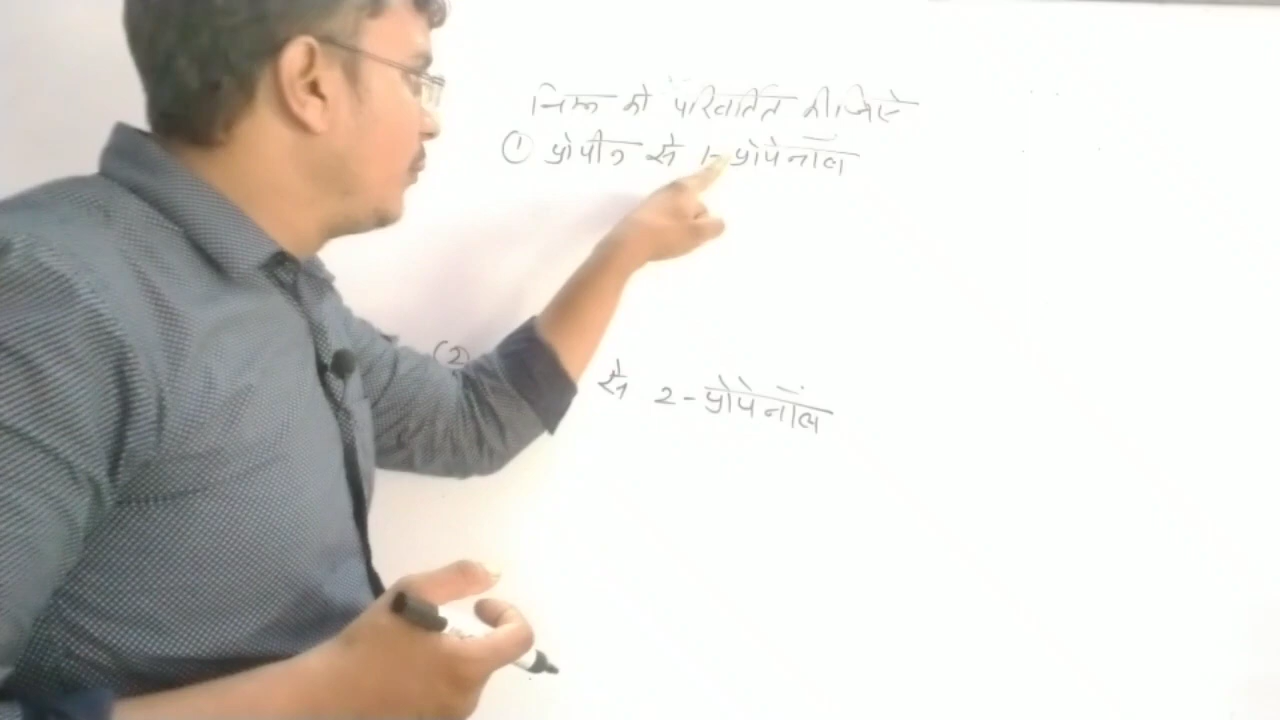 निम्न को परिवर्तित कीजिए
① प्रोपीन से 1-प्रोपेनॉल
(2) से 2-प्रोपेनॉल